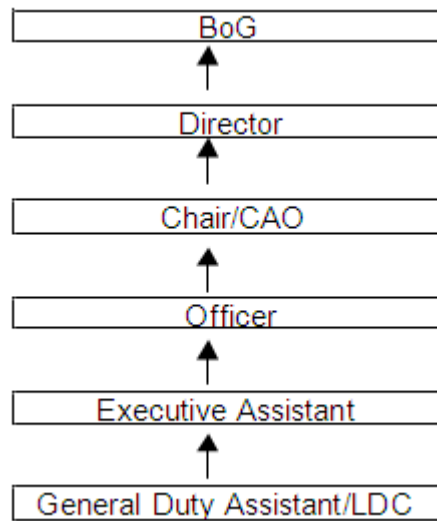 BoG
Director
Chair/CAO
Officer
Executive Assistant
General Duty Assistant/LDC